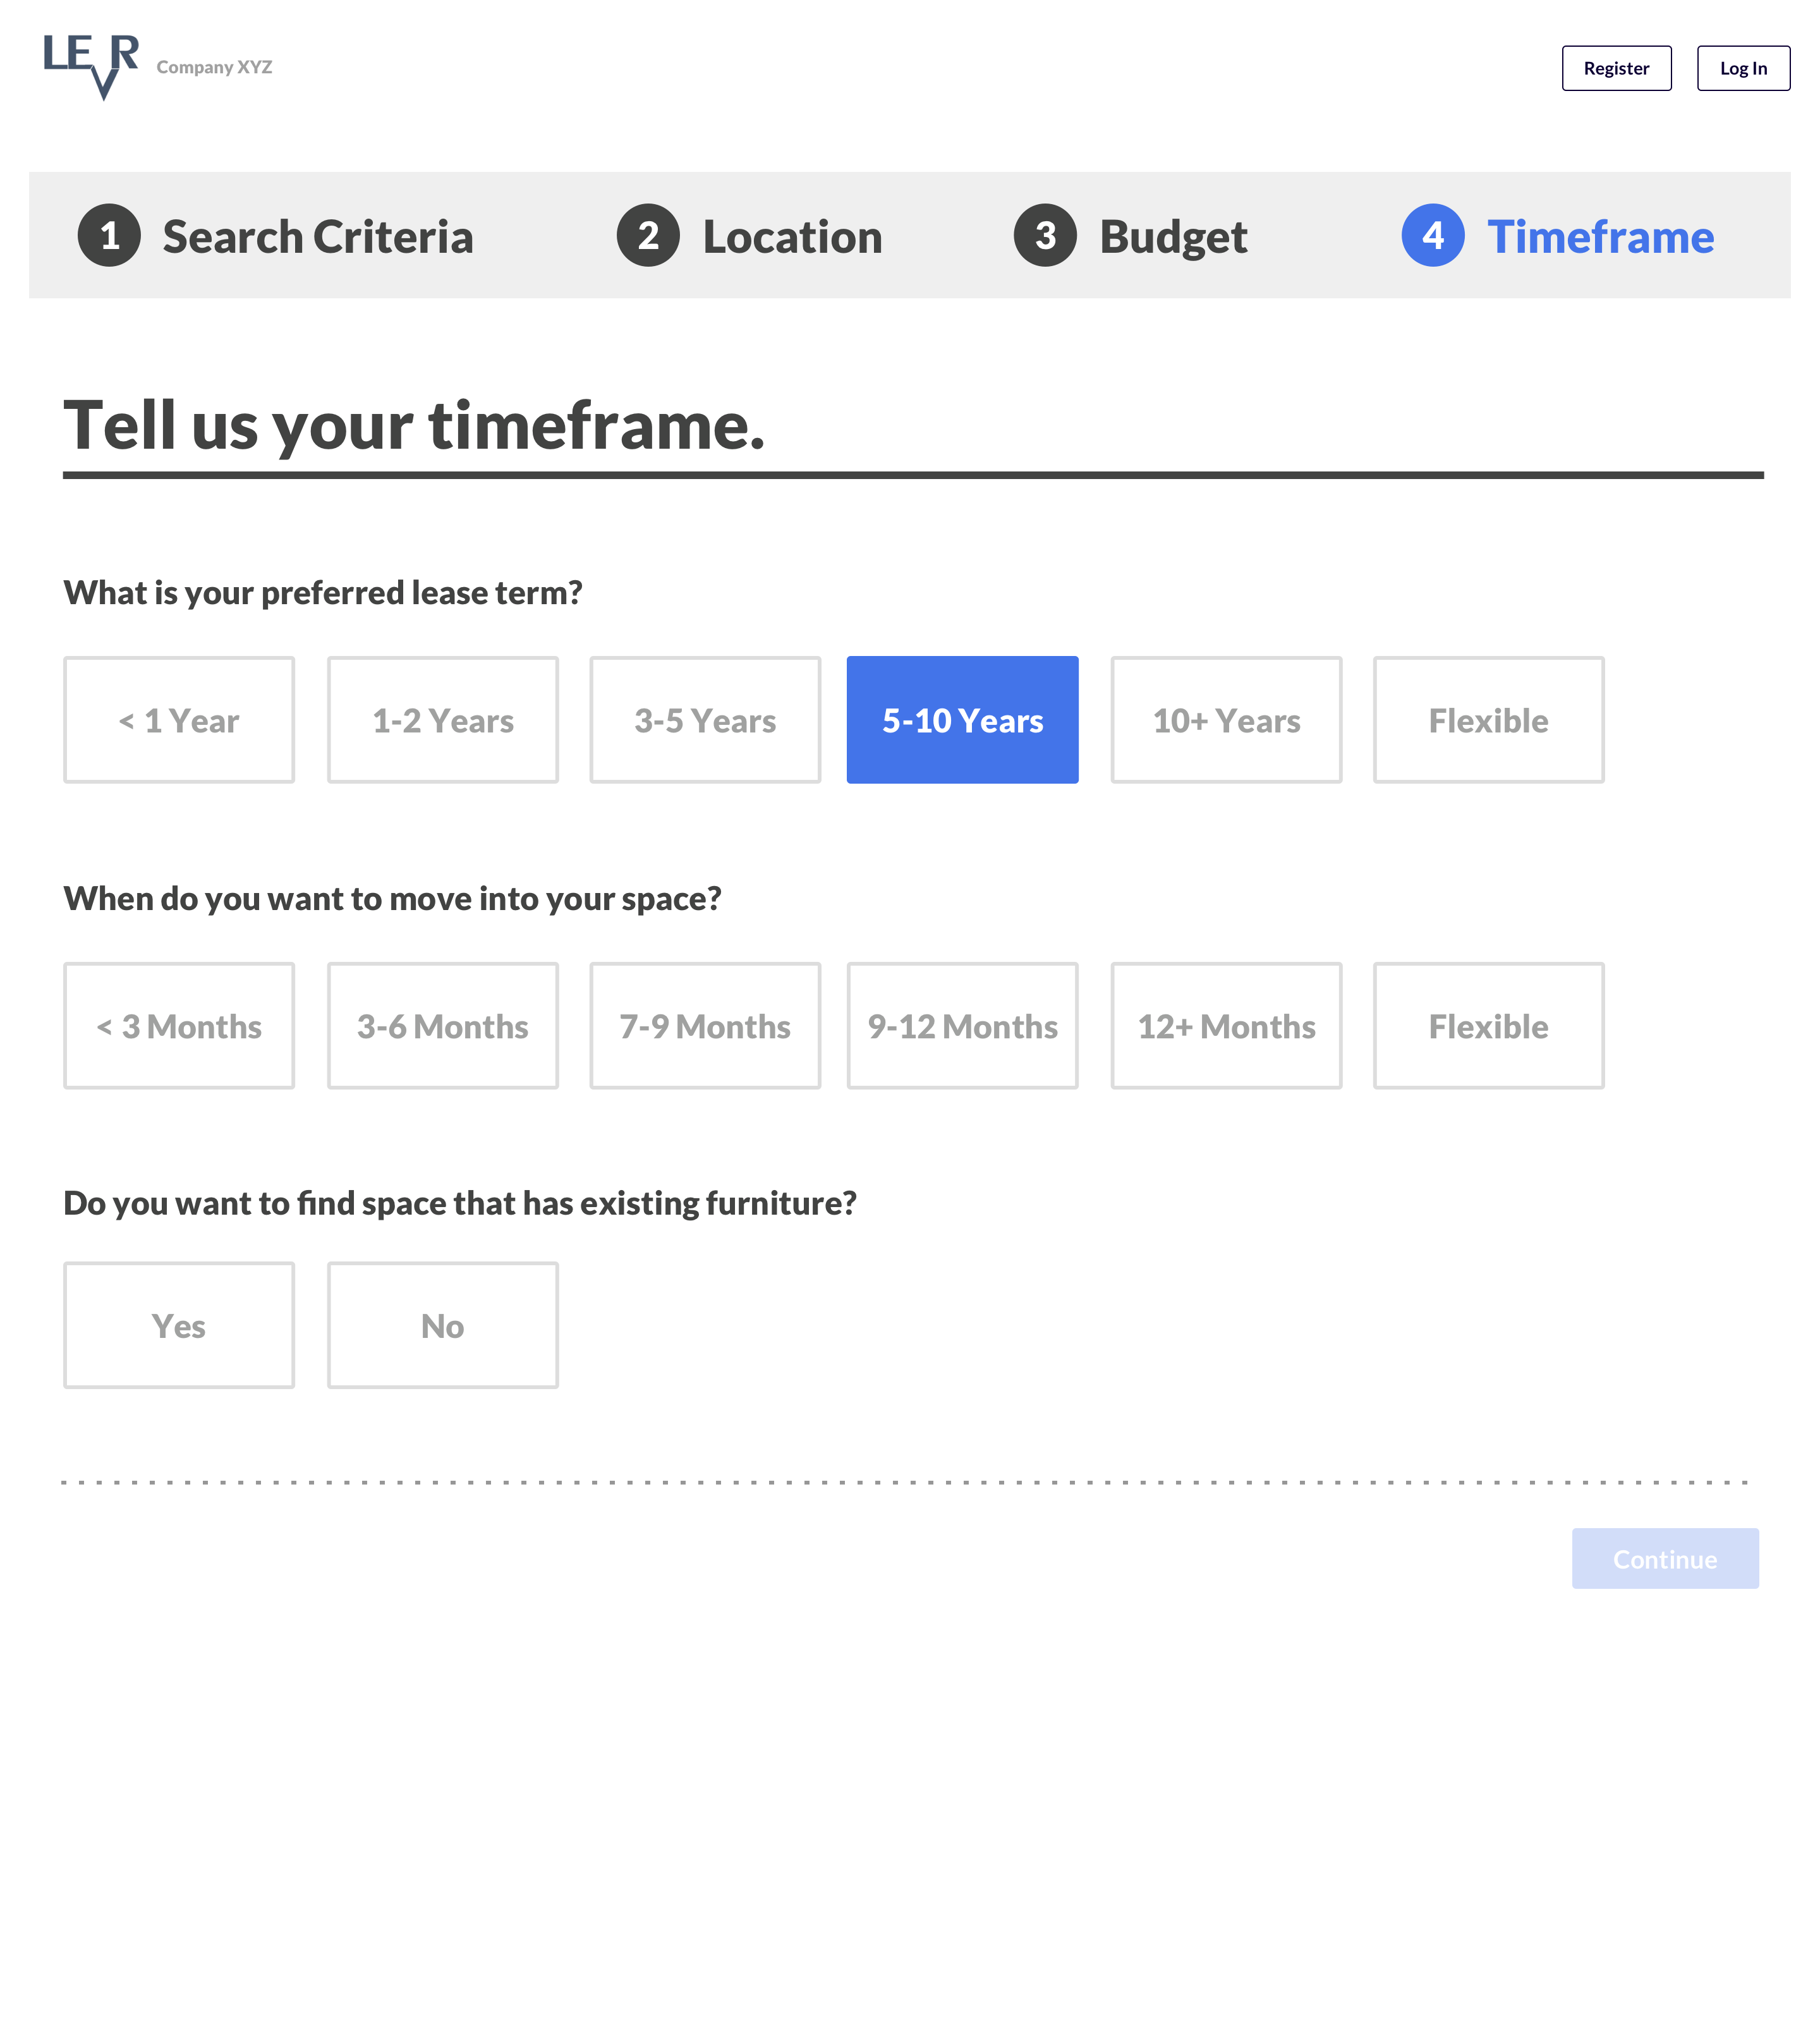 LEVR
Company XYZ
Register
Log In
1 Search Criteria
2 Location
3 Budget
4 Timeframe
Tell us your timeframe.
What is your preferred lease term?
< 1 Year
1-2 Years
3-5 Years
5-10 Years
10+ Years
Flexible
When do you want to move into your space?
< 3 Months
3-6 Months
7-9 Months
9-12 Months
12+ Months
Flexible
Do you want to find space that has existing furniture?
Yes
No
Continue